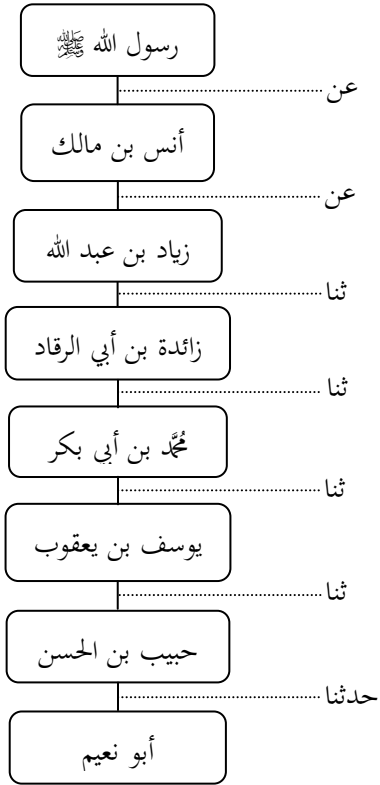 رسول الله ﷺ
عن
أنس بن مالك
عن
زياد بن عبد الله
ثنا
زائدة بن أبي الرقاد
ثنا
مُحَمَّد بن أبي بكر
ثنا
يوسف بن يعقوب
ثنا
حبيب بن الحسن
حدثنا
أبو نعيم